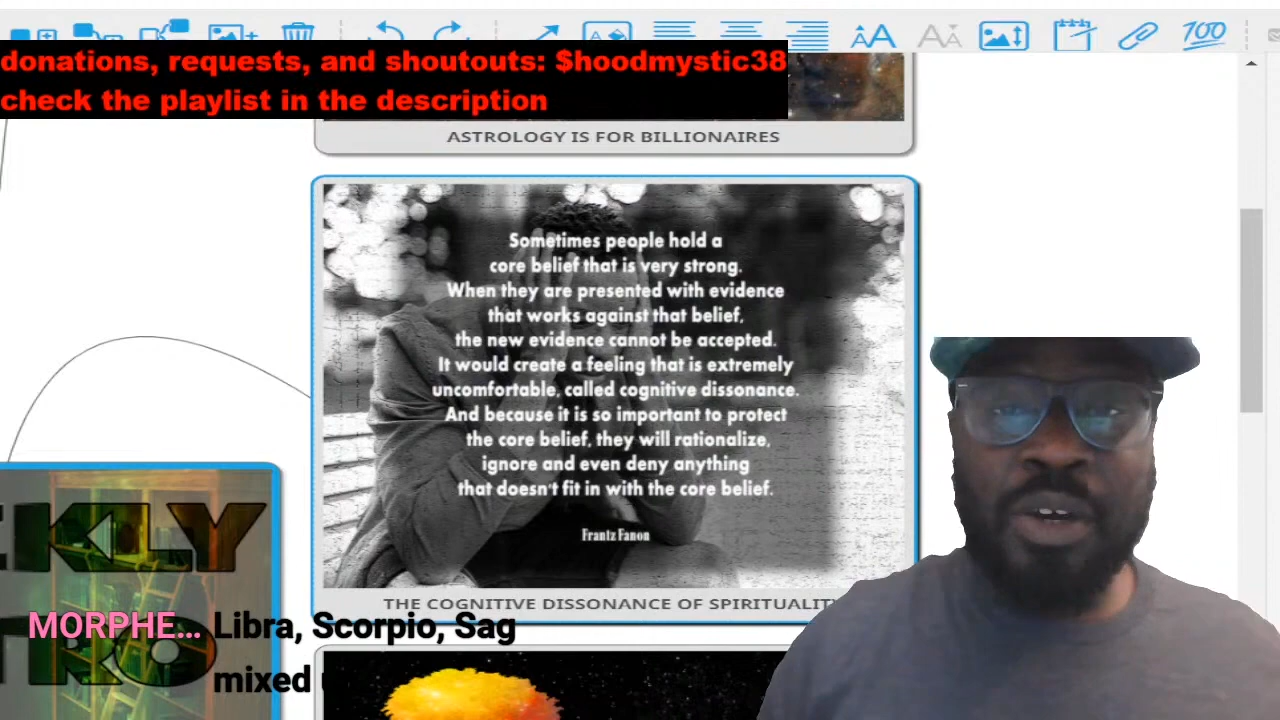 100
donations, requests, and shoutouts: $hoodmystic38
check the playlist in the description
ASTROLOGY IS FOR BILLIONAIRES
Sometimes people hold a
core belief that is very strong.
When they are presented with evidence
that works against that belief,
the new evidence cannot be accepted.
It would create a feeling that is extremely
uncomfortable, called cognitive dissonance.
And because it is so important to protect
the core belief, they will rationalize,
ignore and even deny anything
that doesn't fit in with the core belief.
Frantz Fanon
THE COGNITIVE DISSONANCE OF SPIRITUALIT
KLY
TRO
MORPHE... Libra, Scorpio, Sag
mixed